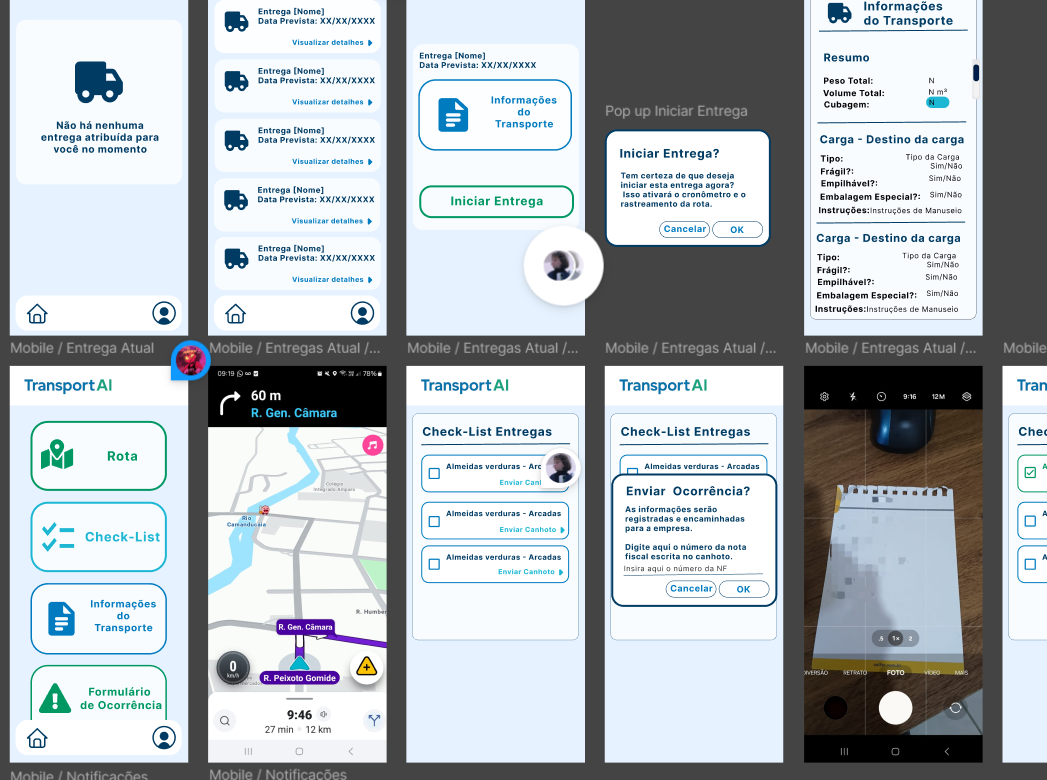 Não há nenhuma
entrega atribuída para
você no momento
Entrega [Nome]
Data Prevista: XX/XX/XXXX
Visualizar detalhes
Entrega [Nome]
Data Prevista: XX/XX/XXXX
Visualizar detalhes
Entrega [Nome]
Data Prevista: XX/XX/XXXX
Visualizar detalhes
Entrega [Nome]
Data Prevista: XX/XX/XXXX
Visualizar detalhes
Entrega [Nome]
Data Prevista: XX/XX/XXXX
Visualizar detalhes
Entrega [Nome]
Data Prevista: XX/XX/XXXX
Informações
do
Transporte
Iniciar Entrega
Pop up Iniciar Entrega
Iniciar Entrega?
Tem certeza de que deseja
iniciar esta entrega agora?
Isso ativará o cronômetro e o
rastreamento da rota.
Cancelar
OK
Informações
do Transporte
Resumo
Peso Total: N
Volume Total: N m³
Cubagem: N
Carga - Destino da carga
Tipo: Tipo da Carga
Frágil?: Sim/Não
Empilhável?: Sim/Não
Embalagem Especial?: Sim/Não
Instruções:Instruções de Manuseio
Carga - Destino da carga
Tipo: Tipo da Carga
Frágil?: Sim/Não
Empilhável?: Sim/Não
Embalagem Especial?: Sim/Não
Instruções:Instruções de Manuseio
Mobile / Entrega Atual
Mobile / Entregas Atual /...
Mobile / Entregas Atual /...
Mobile / Entregas Atual /...
Mobile / Entregas Atual /...
Mobile
TransportAI
Rota
Check-List
Informações
do
Transporte
Formulário
de Ocorrência
09:19
78%
60 m
R. Gen. Câmara
Colégio
Integrado Amparo
Rio
Camanducaia
R. Humber
R. Gen. Câmara
0
km/h
R. Peixoto Gomide
9:46
27 min 12 km
TransportAI
Check-List Entregas
Almeidas verduras - Arc
Enviar Canh
Almeidas verduras - Arcadas
Enviar Canhoto
Almeidas verduras - Arcadas
Enviar Canhoto
TransportAI
Check-List Entregas
Almeidas verduras - Arcadas
Enviar Ocorrência?
As informações serão
registradas e encaminhadas
para a empresa.
Digite aqui o número da nota
fiscal escrita no canhoto.
Insira aqui o número da NF
Cancelar
OK
9:16
12M
.5 1× 2
DIVERSÃO RETRATO FOTO VÍDEO MAIS
Tran
Chec
A
A
A
Mobile / Notificações
Mobile / Notificações